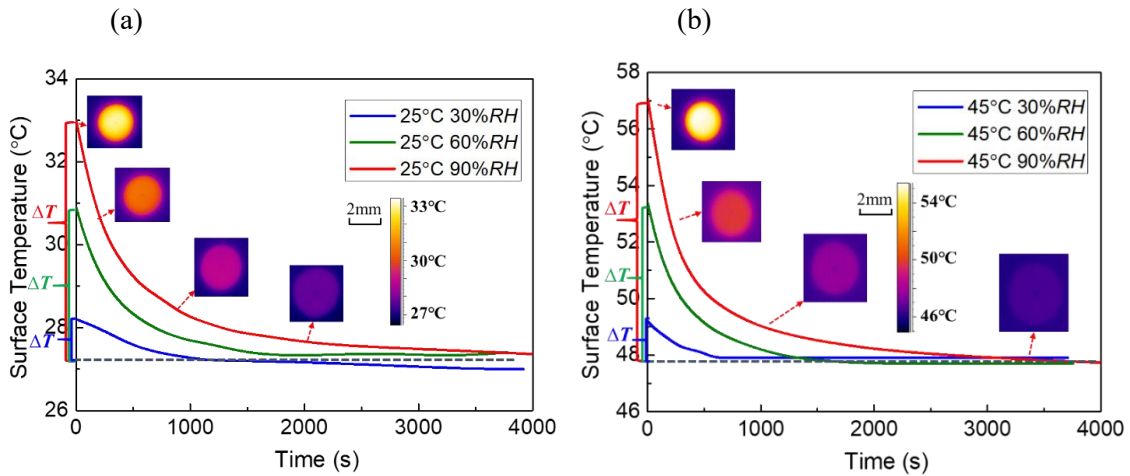 (a)
(b)
34
32
30
28
26
Surface Temperature (°C)
ΔT
ΔT
ΔT
25°C 30%RH
25°C 60%RH
25°C 90%RH
2mm
33°C
30°C
27°C
0
1000
2000
3000
4000
Time (s)
58
56
54
52
50
48
46
Surface Temperature (°C)
ΔT
ΔT
ΔT
45°C 30%RH
45°C 60%RH
45°C 90%RH
2mm
54°C
50°C
46°C
0
1000
2000
3000
4000
Time (s)